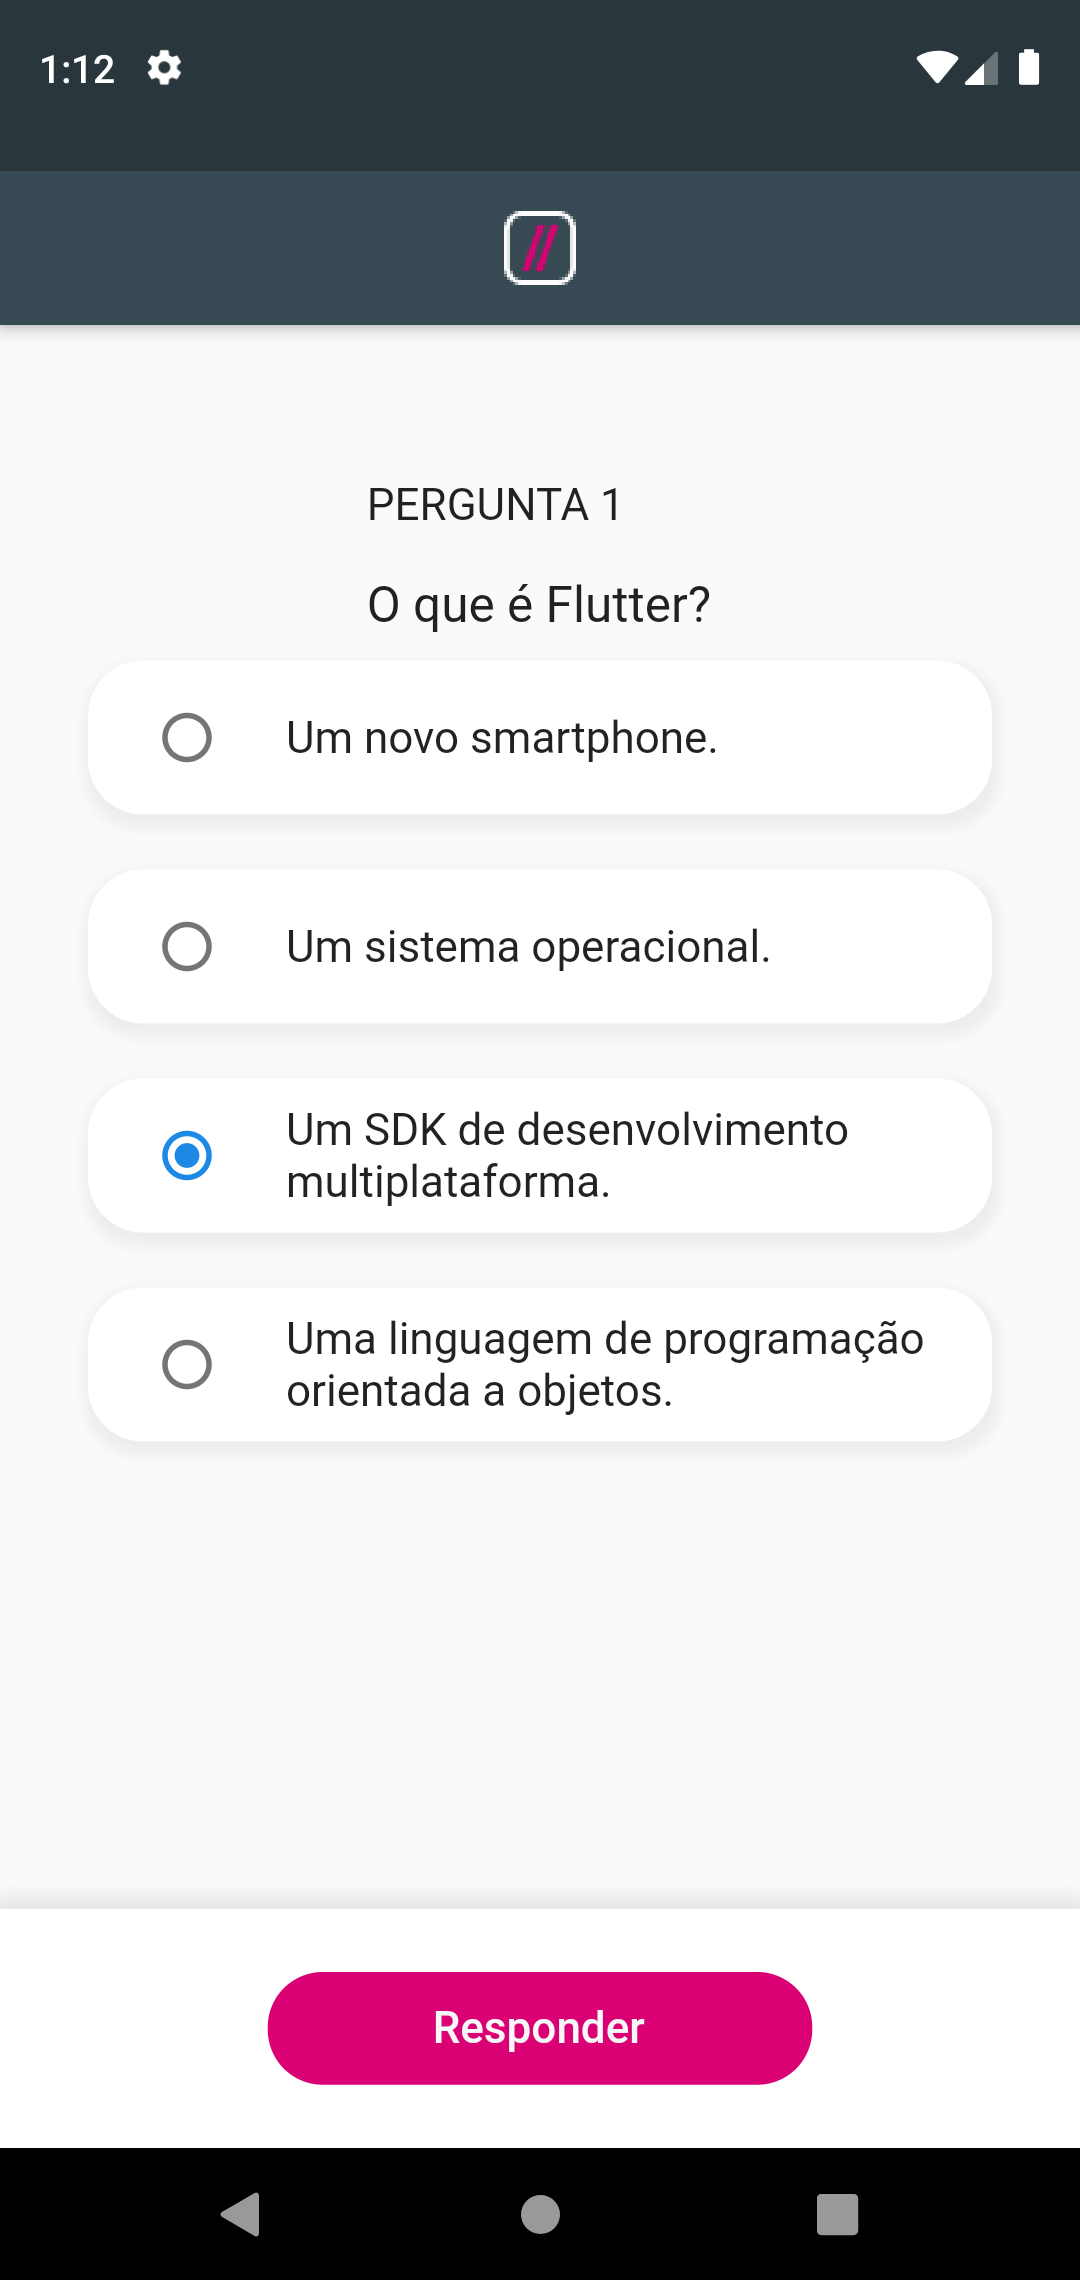 1:12
PERGUNTA 1
O que é Flutter?
Um novo smartphone.
Um sistema operacional.
Um SDK de desenvolvimento
multiplataforma.
Uma linguagem de programação
orientada a objetos.
Responder